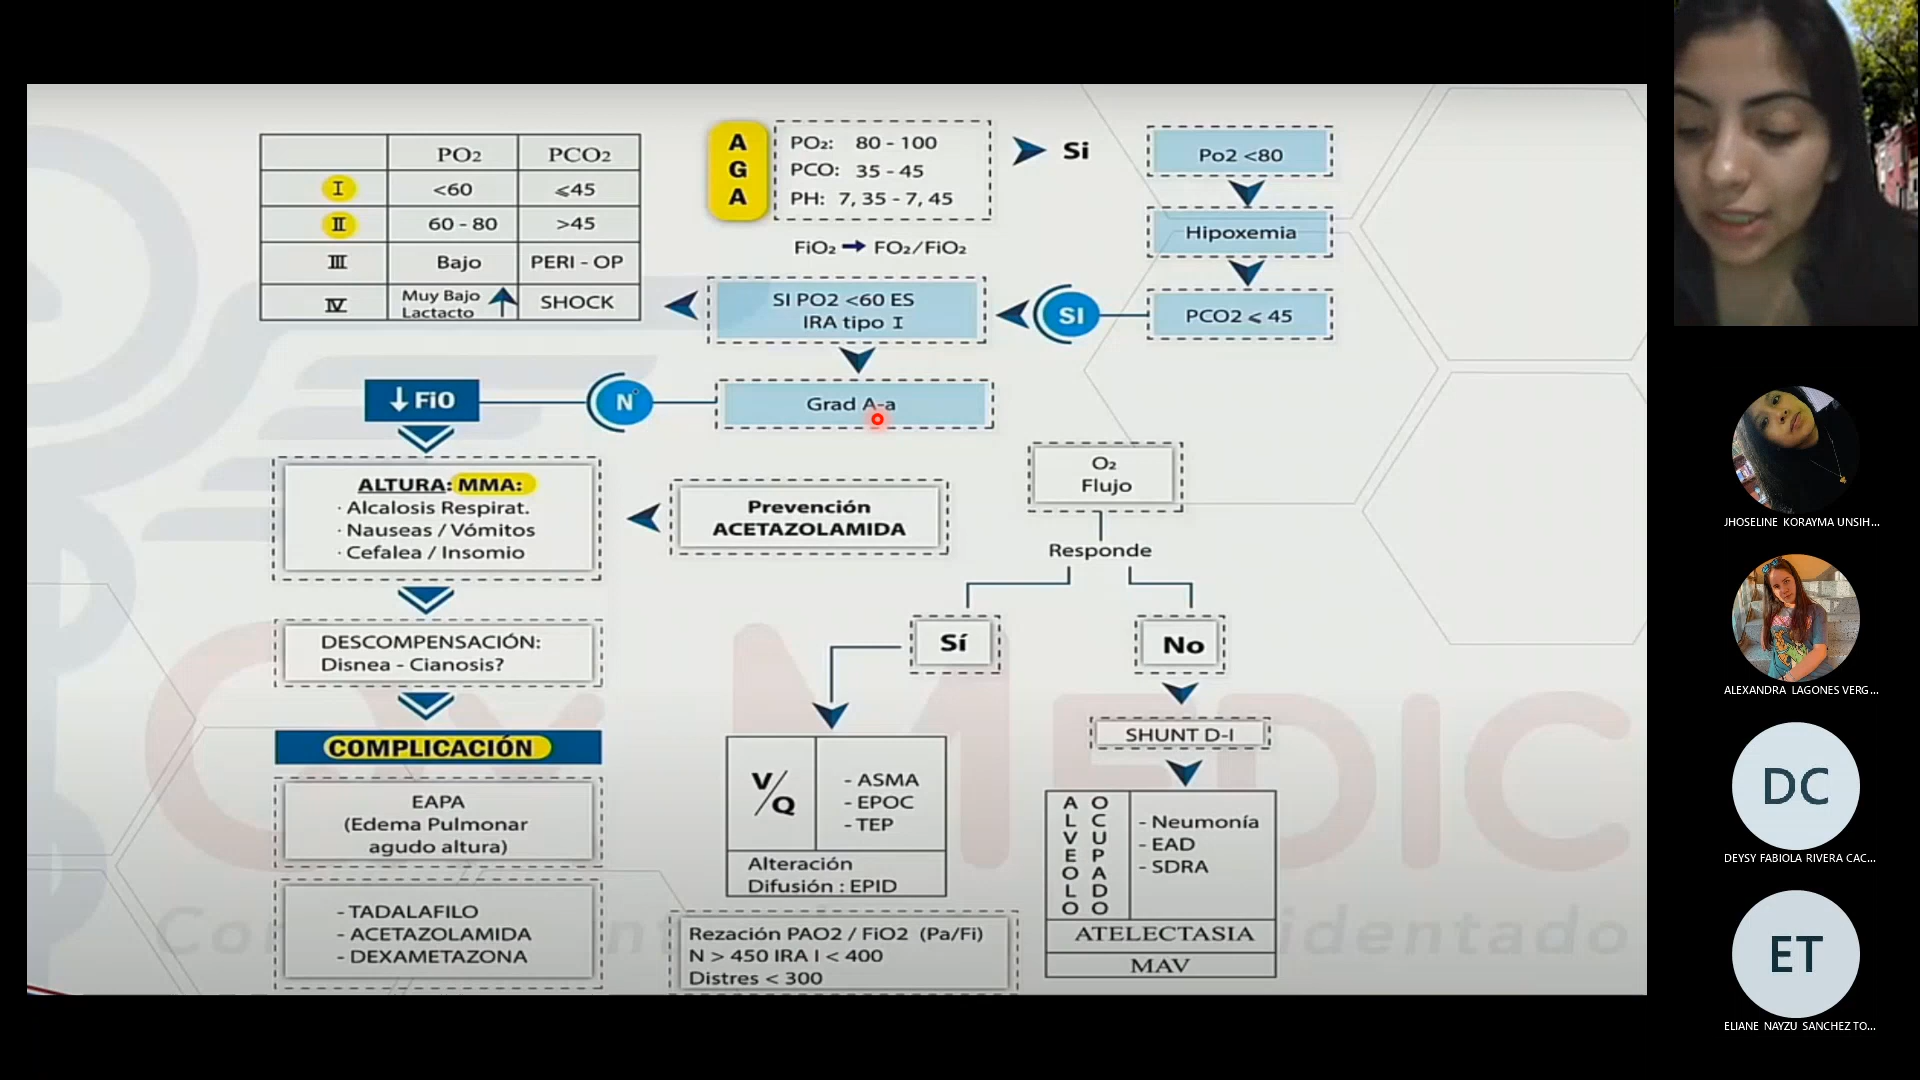 PO₂ PCO₂
I <60 ⩽45
II 60 - 80 >45
III Bajo PERI - OP
IV Muy Bajo Lactacto SHOCK
A
G
A
PO₂: 80 - 100
PCO: 35 - 45
PH: 7, 35 - 7, 45
Si
FiO₂ → FO₂/FiO₂
Po2 <80
Hipoxemia
PCO2 ⩽ 45
SI
SI PO2 <60 ES
IRA tipo I
Grad A-a
N
↓ FiO
ALTURA: MMA:
· Alcalosis Respirat.
· Nauseas / Vómitos
· Cefalea / Insomio
Prevención
ACETAZOLAMIDA
DESCOMPENSACIÓN:
Disnea - Cianosis?
COMPLICACIÓN
EAPA
(Edema Pulmonar
agudo altura)
- TADALAFILO
- ACETAZOLAMIDA
- DEXAMETAZONA
O₂
Flujo
Responde
Sí
No
V/Q
- ASMA
- EPOC
- TEP
Alteración
Difusión : EPID
Rezación PAO2 / FiO2 (Pa/Fi)
N > 450 IRA I < 400
Distres < 300
SHUNT D-I
ALVEOLO
OCUPADO
- Neumonía
- EAD
- SDRA
ATELECTASIA
MAV
JHOSELINE KORAYMA UNSIH...
ALEXANDRA LAGONES VERG...
DC
DEYSY FABIOLA RIVERA CAC...
ET
ELIANE NAYZU SANCHEZ TO...